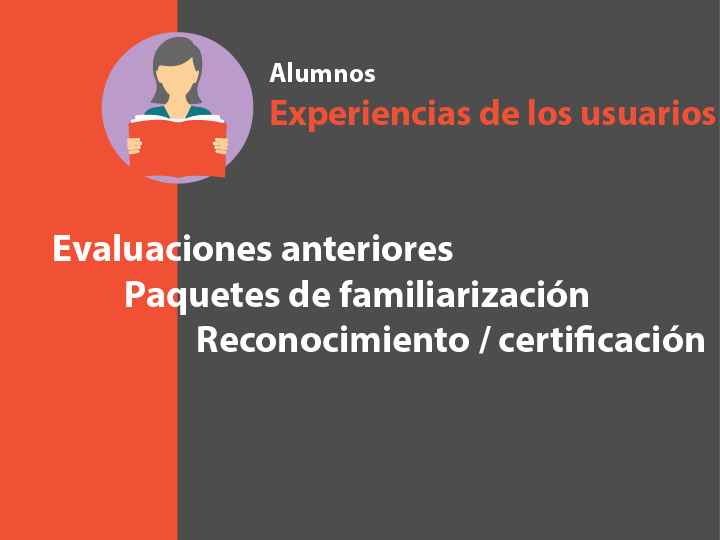 Alumnos
Experiencias de los usuarios
Evaluaciones anteriores
Paquetes de familiarización
Reconocimiento / certificación